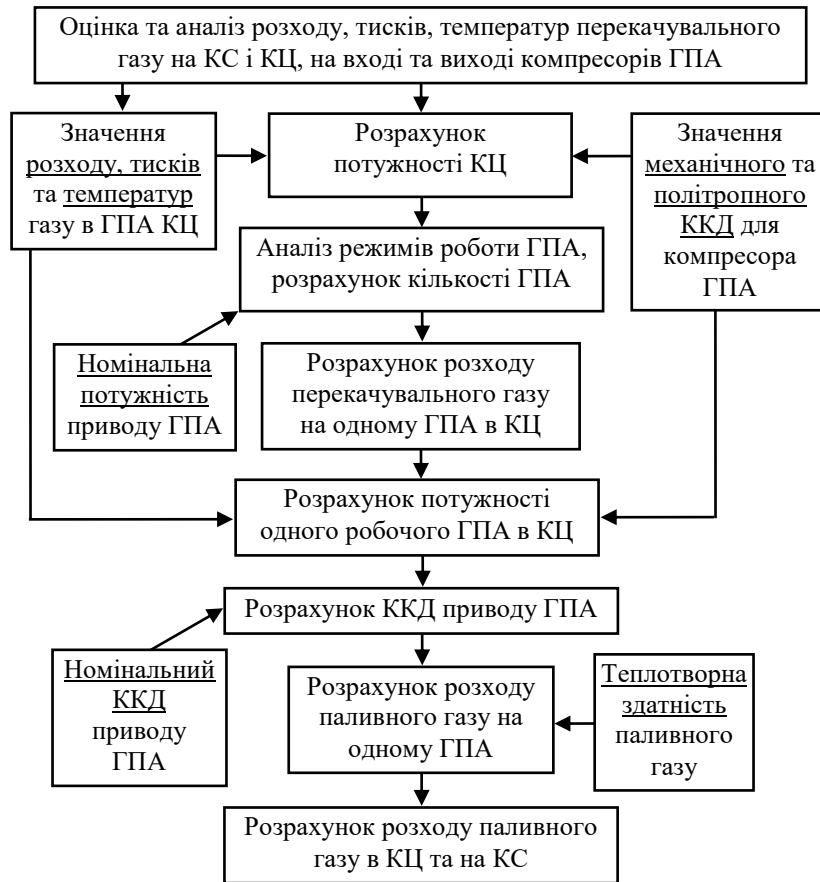 Оцінка та аналіз розходу, тисків, температур перекачувального
газу на КС і КЦ, на вході та виході компресорів ГПА
Значення
розходу, тисків
та температур
газу в ГПА КЦ
Розрахунок
потужності КЦ
Значення
механічного та
політропного
ККД для
компресора
ГПА
Аналіз режимів роботи ГПА,
розрахунок кількості ГПА
Номінальна
потужність
приводу ГПА
Розрахунок розходу
перекачувального газу
на одному ГПА в КЦ
Розрахунок потужності
одного робочого ГПА в КЦ
Розрахунок ККД приводу ГПА
Номінальний
ККД
приводу
ГПА
Розрахунок розходу
паливного газу на
одному ГПА
Теплотворна
здатність
паливного
газу
Розрахунок розходу паливного
газу в КЦ та на КС